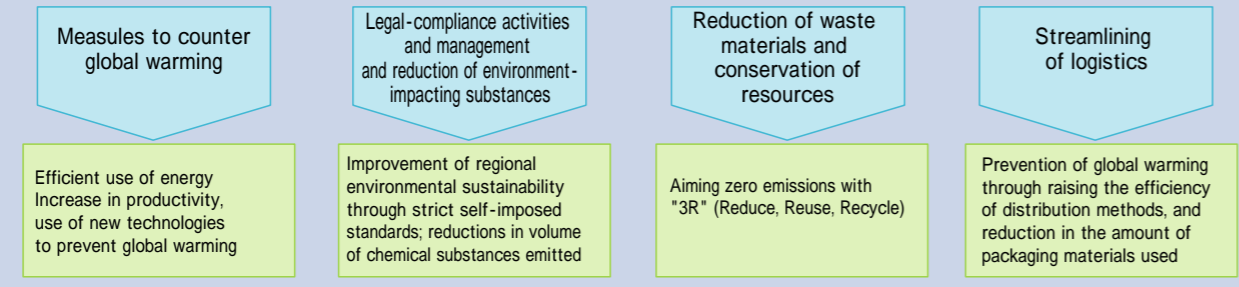 Measures to counter
global warming
Legal-compliance activities
and management
and reduction of environment-
impacting substances
Reduction of waste
materials and
conservation of
resources
Streamlining
of logistics
Efficient use of energy
Increase in productivity,
use of new technologies
to prevent global warming
Improvement of regional
environmental sustainability
through strict self-imposed
standards; reductions in volume
of chemical substances emitted
Aiming zero emissions with
"3R" (Reduce, Reuse, Recycle)
Prevention of global warming
through raising the efficiency
of distribution methods, and
reduction in the amount of
packaging materials used